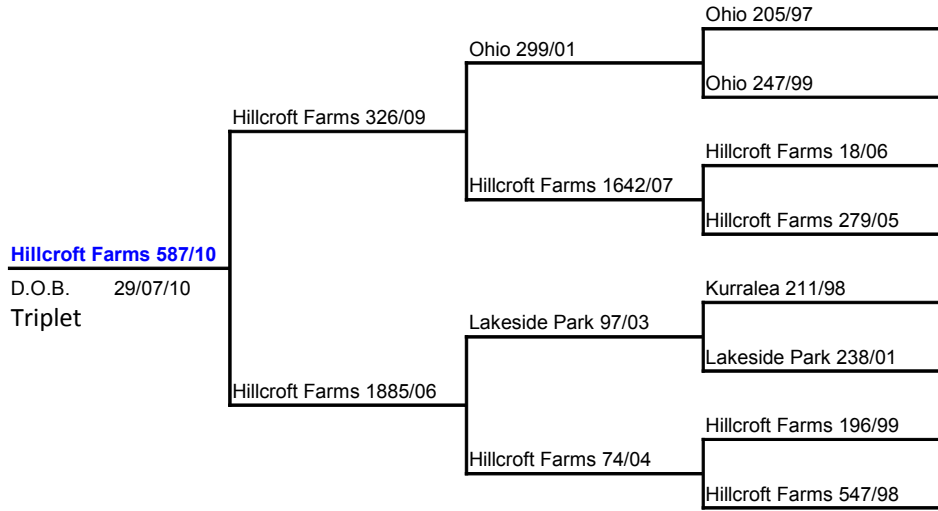 Ohio 205/97
Ohio 299/01
Ohio 247/99
Hillcroft Farms 326/09
Hillcroft Farms 18/06
Hillcroft Farms 1642/07
Hillcroft Farms 279/05
Hillcroft Farms 587/10
D.O.B. 29/07/10
Triplet
Kurralea 211/98
Lakeside Park 97/03
Lakeside Park 238/01
Hillcroft Farms 1885/06
Hillcroft Farms 196/99
Hillcroft Farms 74/04
Hillcroft Farms 547/98